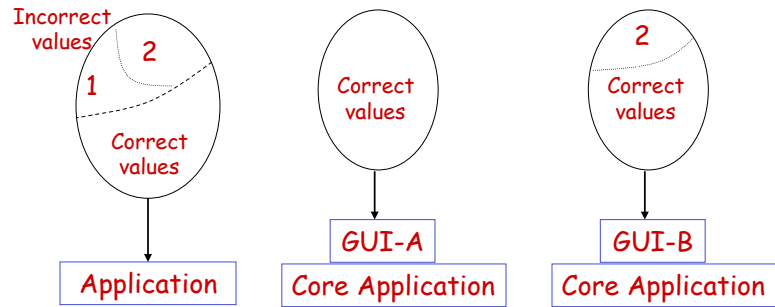 Incorrect
values
2
1
Correct
values
Application
Correct
values
GUI-A
Core Application
2
Correct
values
GUI-B
Core Application